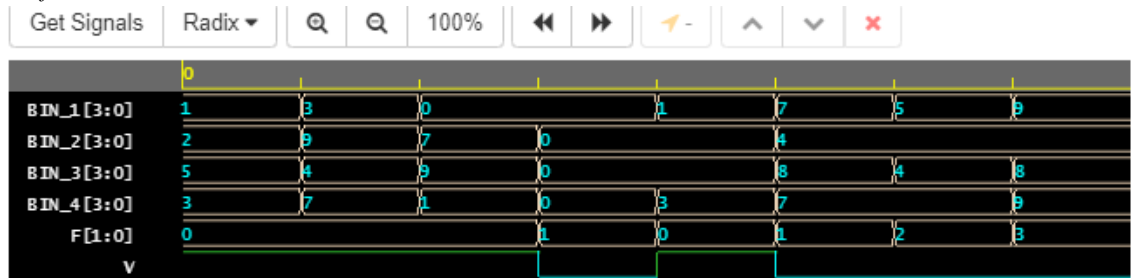 Get Signals Radix 100% -
0
BIN_1[3:0] 1 3 0 1 7 5 9
BIN_2[3:0] 2 9 7 0 4
BIN_3[3:0] 5 4 9 0 8 4 8
BIN_4[3:0] 3 7 1 0 3 7 9
F[1:0] 0 1 0 1 2 3
V